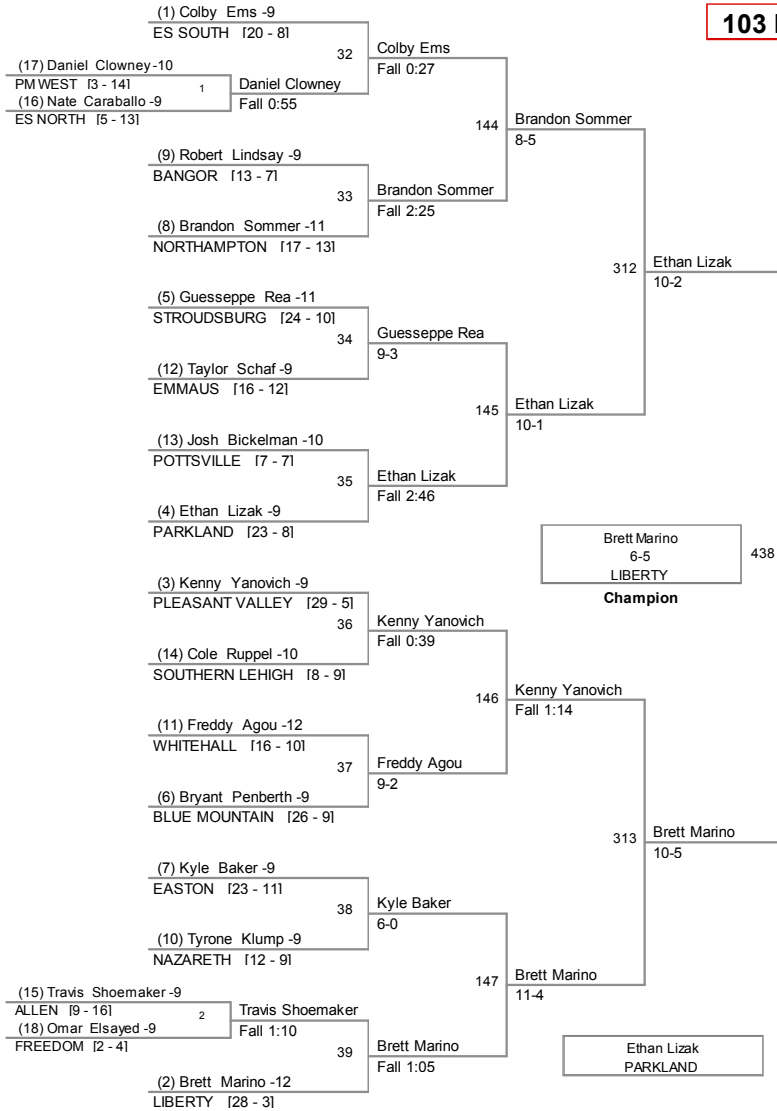 103 
(1) Colby Ems -9
ES SOUTH [20 - 8]
32
Colby Ems
Fall 0:27
(17) Daniel Clowney -10
PM WEST [3 - 14]
1
Daniel Clowney
Fall 0:55
(16) Nate Caraballo -9
ES NORTH [5 - 13]
144
Brandon Sommer
8-5
(9) Robert Lindsay -9
BANGOR [13 - 7]
33
Brandon Sommer
Fall 2:25
(8) Brandon Sommer -11
NORTHAMPTON [17 - 13]
312
Ethan Lizak
10-2
(5) Guesseppe Rea -11
STROUDSBURG [24 - 10]
34
Guesseppe Rea
9-3
(12) Taylor Schaf -9
EMMAUS [16 - 12]
145
Ethan Lizak
10-1
(13) Josh Bickelman -10
POTTSVILLE [7 - 7]
35
Ethan Lizak
Fall 2:46
(4) Ethan Lizak -9
PARKLAND [23 - 8]
Brett Marino
6-5
LIBERTY
438
Champion
(3) Kenny Yanovich -9
PLEASANT VALLEY [29 - 5]
36
Kenny Yanovich
Fall 0:39
(14) Cole Ruppel -10
SOUTHERN LEHIGH [8 - 9]
146
Kenny Yanovich
Fall 1:14
(11) Freddy Agou -12
WHITEHALL [16 - 10]
37
Freddy Agou
9-2
(6) Bryant Penberth -9
BLUE MOUNTAIN [26 - 9]
313
Brett Marino
10-5
(7) Kyle Baker -9
EASTON [23 - 11]
38
Kyle Baker
6-0
(10) Tyrone Klump -9
NAZARETH [12 - 9]
147
Brett Marino
11-4
(15) Travis Shoemaker -9
ALLEN [9 - 16]
2
Travis Shoemaker
Fall 1:10
(18) Omar Elsayed -9
FREEDOM [2 - 4]
39
Brett Marino
Fall 1:05
(2) Brett Marino -12
LIBERTY [28 - 3]
Ethan Lizak
PARKLAND